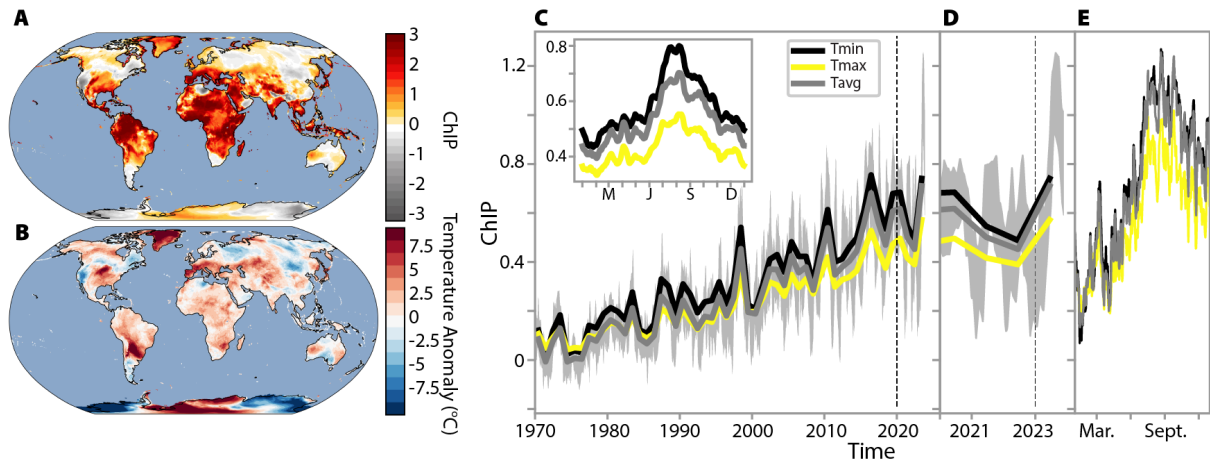 A
3
2
1
0
-1
-2
-3
ChIP
B
7.5
5
2.5
0
-2.5
-5
-7.5
Temperature Anomaly (°C)
C
D
E
1.2
0.8
0.4
0
ChIP
0.8
0.6
0.4
M
J
S
D
Tmin
Tmax
Tavg
1970
1980
1990
2000
2010
2020
2021
2023
Mar.
Sept.
Time